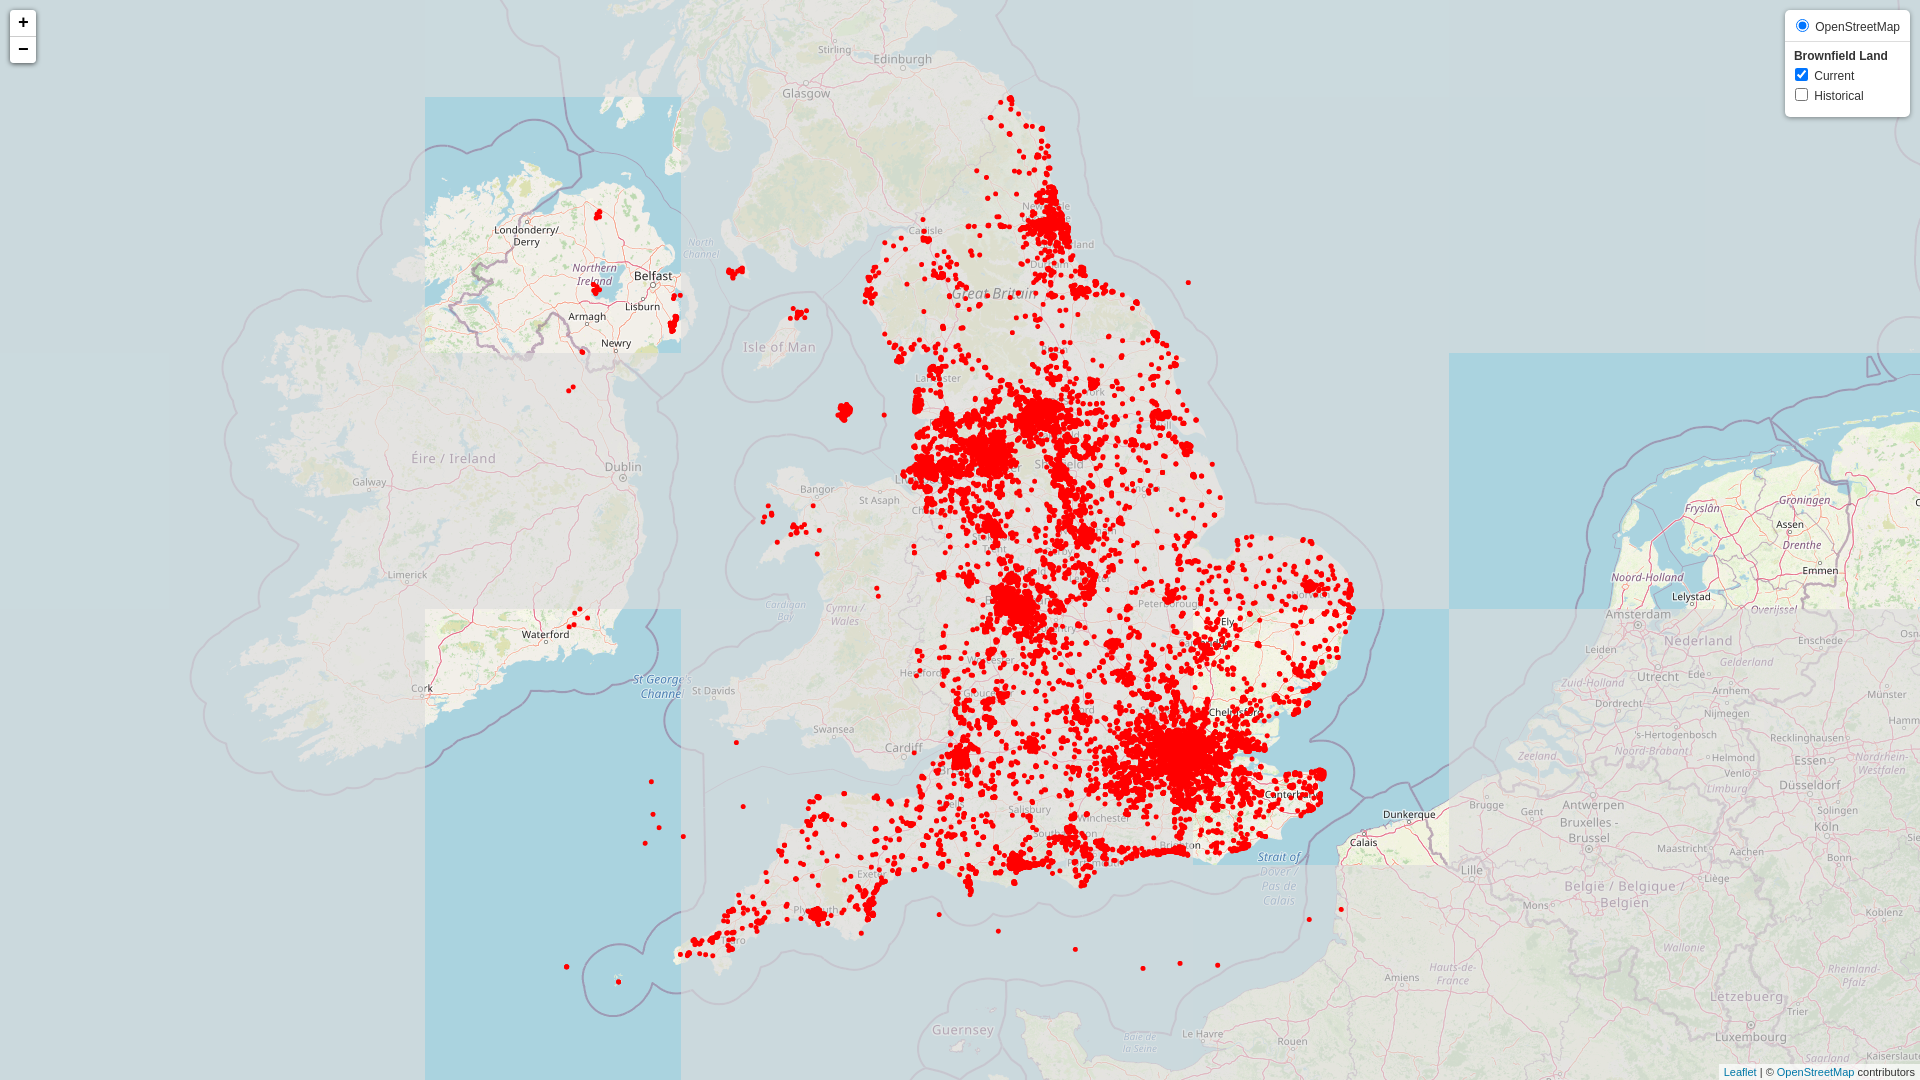 +
−
OpenStreetMap
Brownfield Land
Current
Historical
Stirling
Edinburgh
Glasgow
Londonderry/
Derry
North
Channel
Northern
Ireland
Belfast
Lisburn
Armagh
Newry
Carlisle
Great Britain
Isle of Man
Éire / Ireland
Dublin
Galway
Limerick
Bangor
St Asaph
Waterford
Cork
St George's
Channel
St Davids
Cardigan
Bay
Cymru /
Wales
Swansea
Cardiff
Peterborough
Ely
Chelmsford
Salisbury
Winchester
Exeter
Truro
Strait of
Dover /
Pas de
Calais
Guernsey
Groningen
Fryslân
Assen
Drenthe
Emmen
Noord-Holland
Lelystad
Amsterdam
Overijssel
Nederland
Enschede
Leiden
Gelderland
Utrecht
Ede
Zuid-Holland
Arnhem
Münster
Dordrecht
Nijmegen
's-Hertogenbosch
Recklinghausen
Zeeland
Noord-Brabant
Helmond
Essen
Nordrhein-
Westfalen
Venlo
Limburg
Düsseldorf
Brugge
Antwerpen
Gent
Solingen
Dunkerque
Bruxelles -
Brussel
Köln
Calais
Maastricht
Aachen
Bonn
Lille
Liège
België / Belgique /
Belgien
Mons
Koblenz
Wallonie
Amiens
Hauts-de-
France
Rheinland-
Pfalz
Lëtzebuerg
Trier
Luxembourg
Le Havre
Rouen
Baie de
la Seine
Saarland
Leaflet | © OpenStreetMap contributors